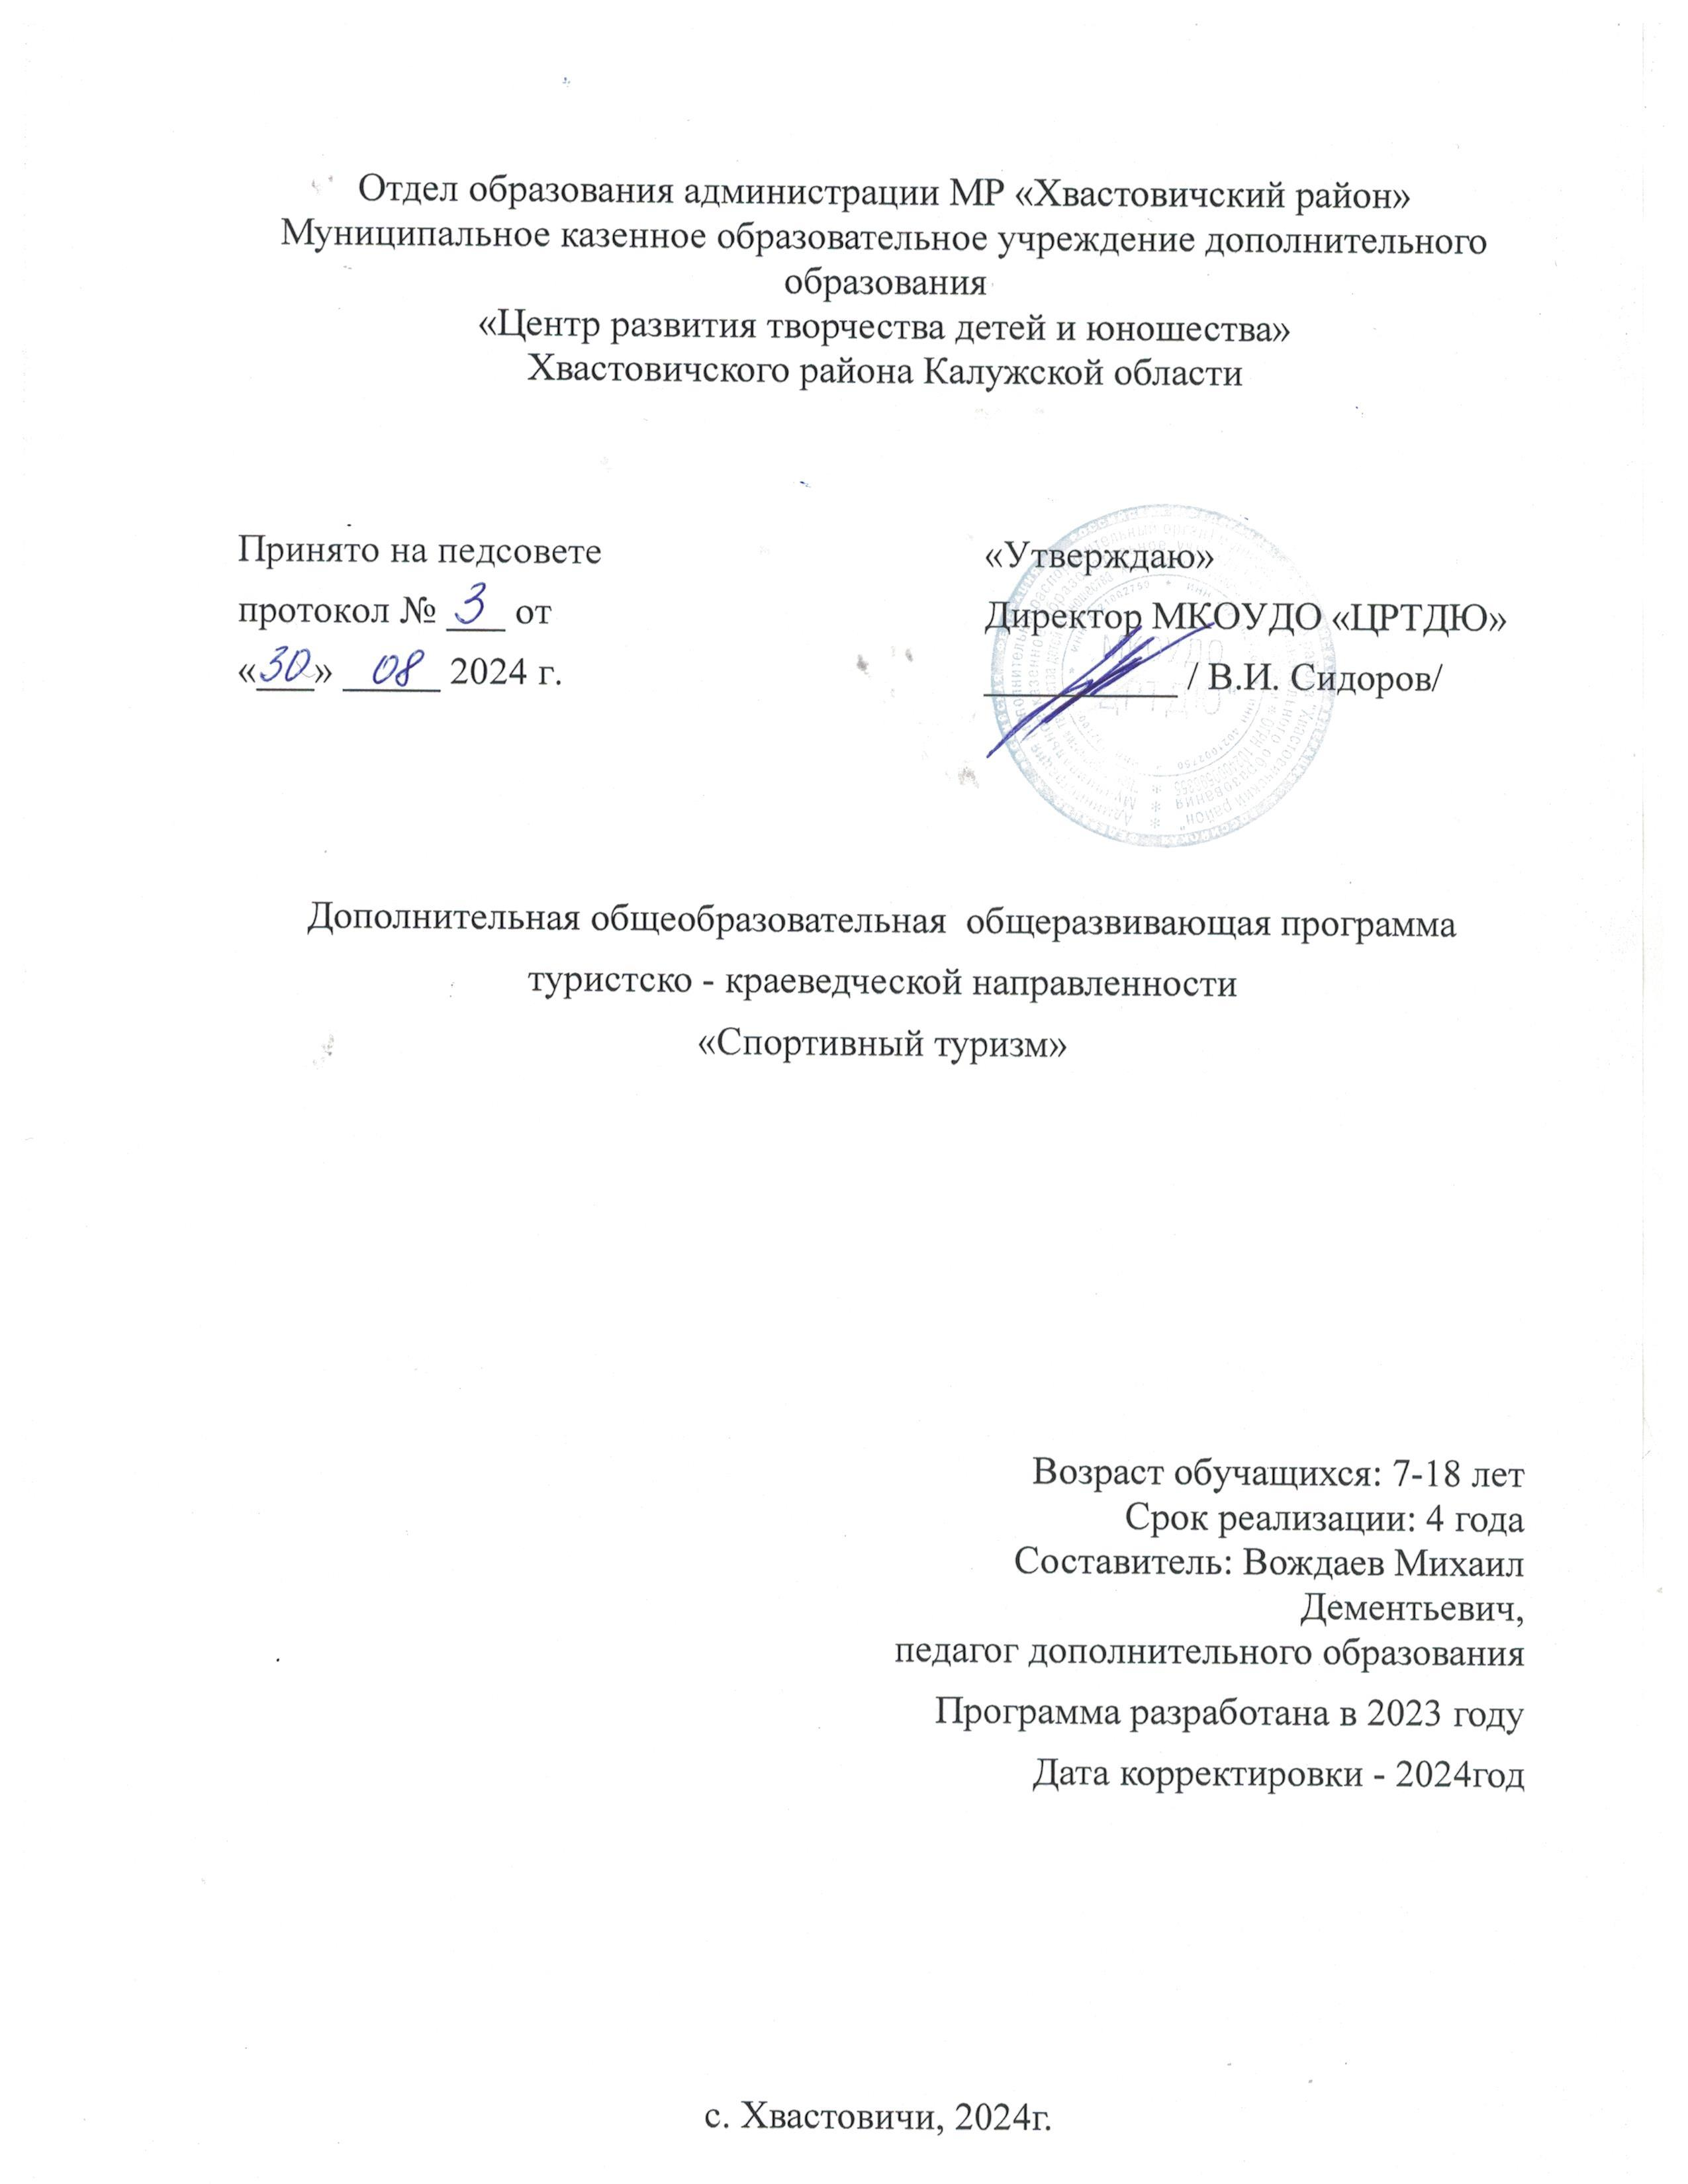 Отдел образования администрации МР «Хвастовичский район»
Муниципальное казенное образовательное учреждение дополнительного
образования
«Центр развития творчества детей и юношества»
Хвастовичского района Калужской области
Принято на педсовете
протокол № 3 от
«30» 08 2024 г.
«Утверждаю»
Директор МКОУДО «ЦРТДЮ»
/ В.И. Сидоров/
МКОУДО
ЦРТДЮ
Дополнительная общеобразовательная общеразвивающая программа
туристско - краеведческой направленности
«Спортивный туризм»
Возраст обучащихся: 7-18 лет
Срок реализации: 4 года
Составитель: Вождаев Михаил
Дементьевич,
педагог дополнительного образования
Программа разработана в 2023 году
Дата корректировки - 2024год
с. Хвастовичи, 2024г.